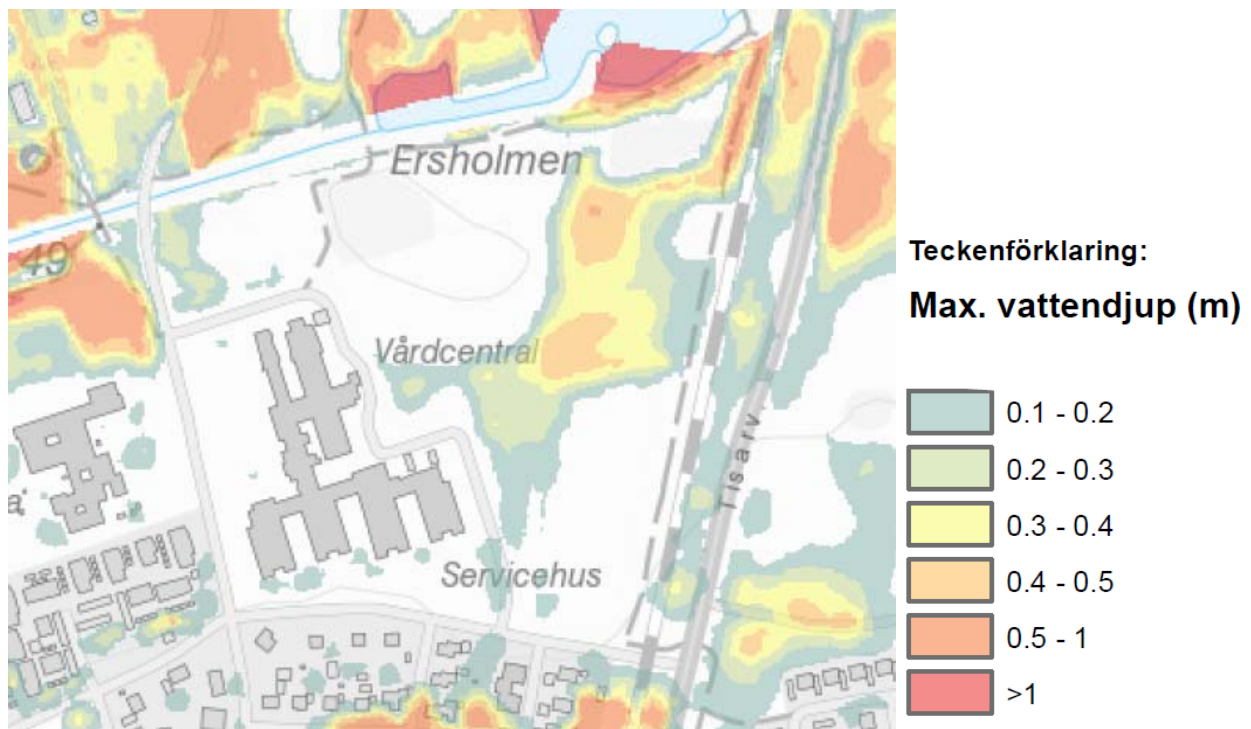 Ersholmen
49
Vårdcentral
Tisarv.
Servicehus
a.
Teckenförklaring:
Max. vattendjup (m)
0.1 - 0.2
0.2 - 0.3
0.3 - 0.4
0.4 - 0.5
0.5 - 1
>1